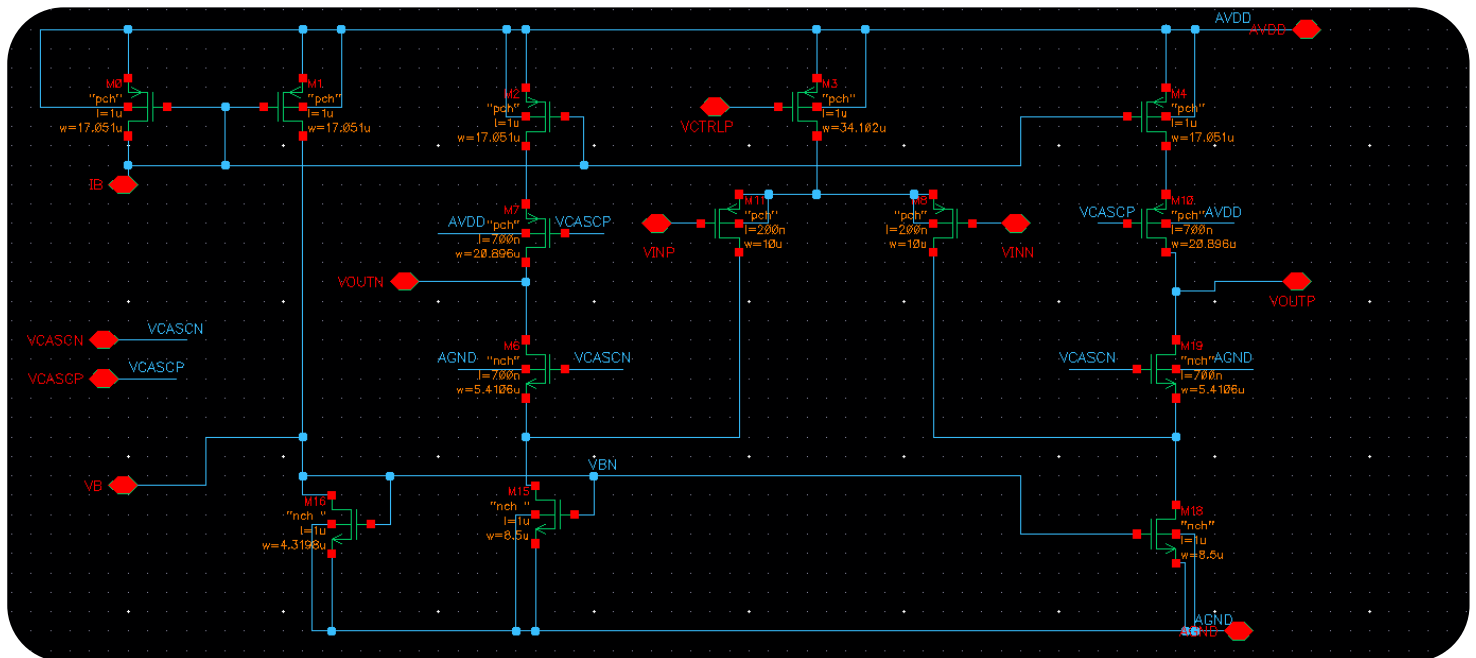 AVDD
AVDD
M0
"pch"
l=1u
w=17.051u
M1
"pch"
l=1u
w=17.051u
M2
"pch"
l=1u
w=17.051u
VCTRLP
M3
"pch"
l=1u
w=34.102u
M4
"pch"
l=1u
w=17.051u
IB
AVDD
M7
"pch"
l=700n
w=20.896u
VCASCP
VINP
M11
"pch"
l=200n
w=10u
"pch"
l=200n
w=10u
VINN
VCASCP
M10
"pch"
l=700n
w=20.896u
AVDD
VOUTN
VOUTP
VCASCN
VCASCN
VCASCP
VCASCP
AGND
"nch"
l=700n
w=5.4106u
VCASCN
VCASCN
M19
"nch"
l=700n
w=5.4106u
AGND
VB
VBN
M16
"nch "
l=1u
w=4.3198u
M15
"nch "
l=1u
w=8.5u
M18
"nch"
l=1u
w=8.5u
AGND
AGND